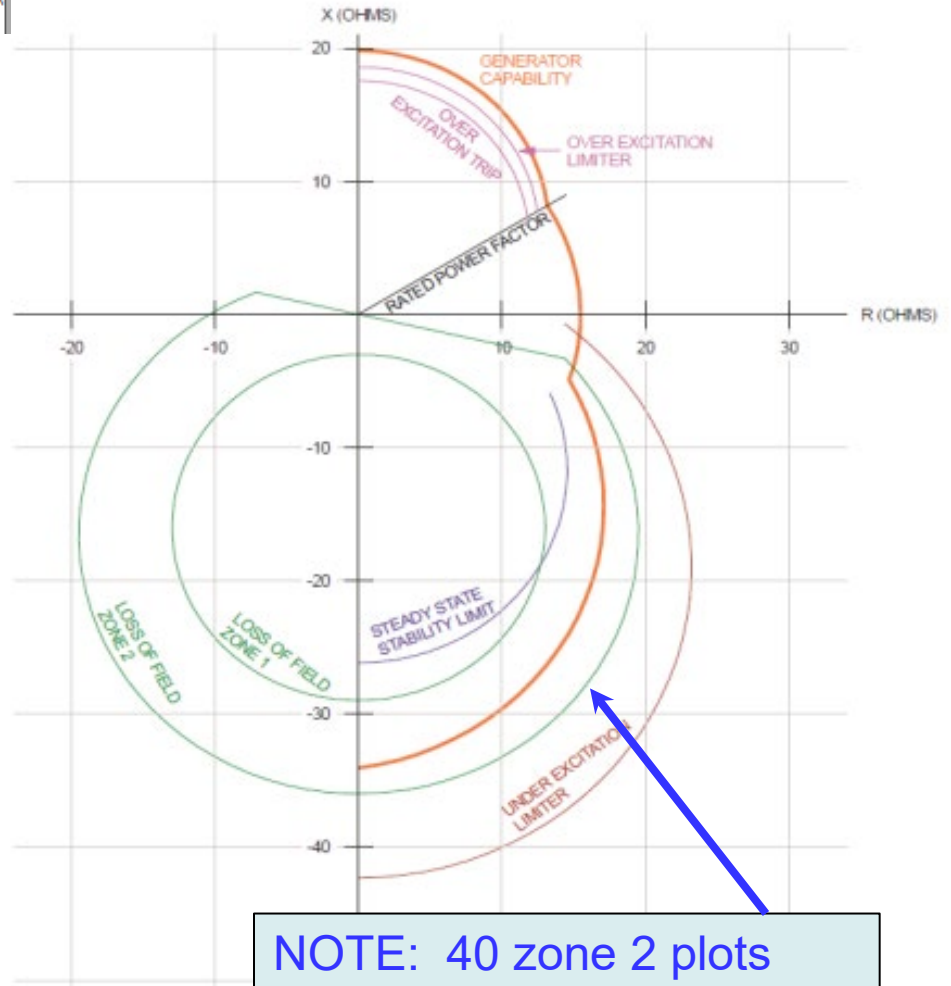 X (OHMS)
20
GENERATOR
CAPABILITY
OVER
EXCITATION TRIP
OVER EXCITATION
LIMITER
10
RATED POWER FACTOR
R (OHMS)
-20
-10
10
20
30
-10
-20
STEADY STATE
STABILITY LIMIT
LOSS OF FIELD
ZONE 2
LOSS OF FIELD
ZONE 1
-30
UNDER EXCITATION
LIMITER
-40
NOTE: 40 zone 2 plots